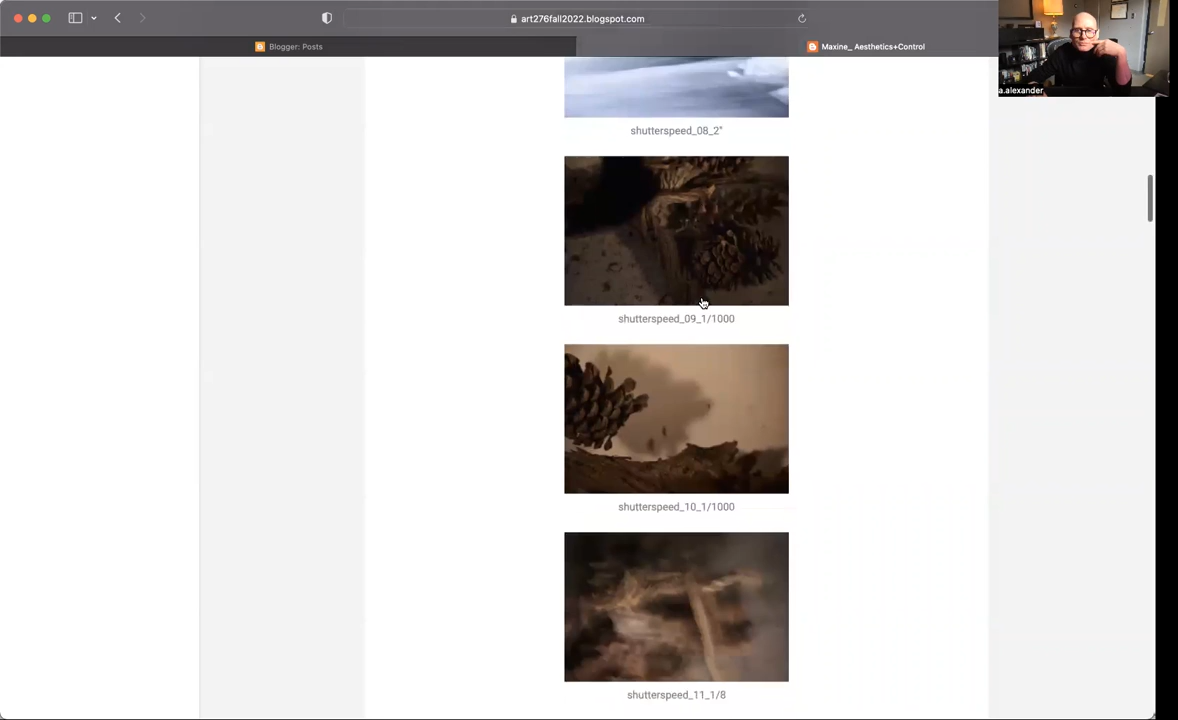 art276fall2022.blogspot.com
Blogger: Posts
Maxine_ Aesthetics+Control
a.alexander
shutterspeed_08_2"
shutterspeed_09_1/1000
shutterspeed_10_1/1000
shutterspeed_11_1/8